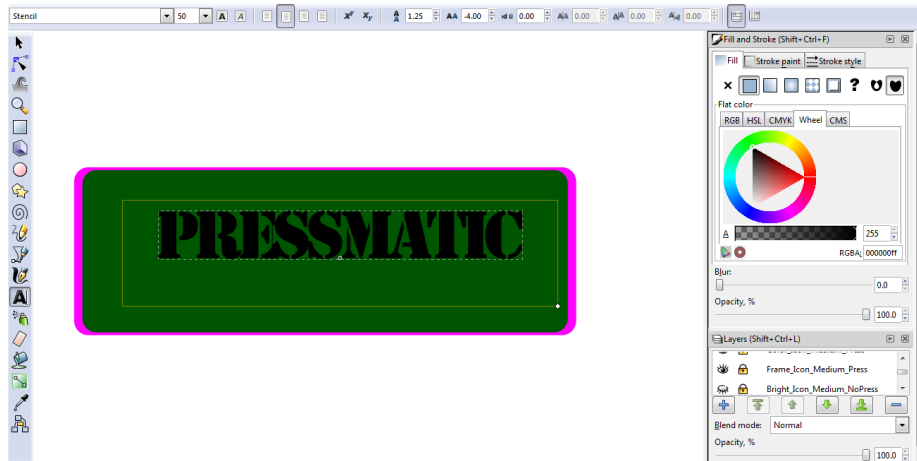 Stencil 50 1.25 -4.00 0.00 0.00 0.00 0.00
Fill and Stroke (Shift+Ctrl+F)
Fill Stroke paint Stroke style
Flat color
RGB HSL CMYK Wheel CMS
PRESSMATIC
A 255
RGBA: 000000ff
Blur:
0.0
Opacity, %
100.0
Layers (Shift+Ctrl+L)
Frame_Icon_Medium_Press
Bright_Icon_Medium_NoPress
Blend mode: Normal
Opacity, %
100.0